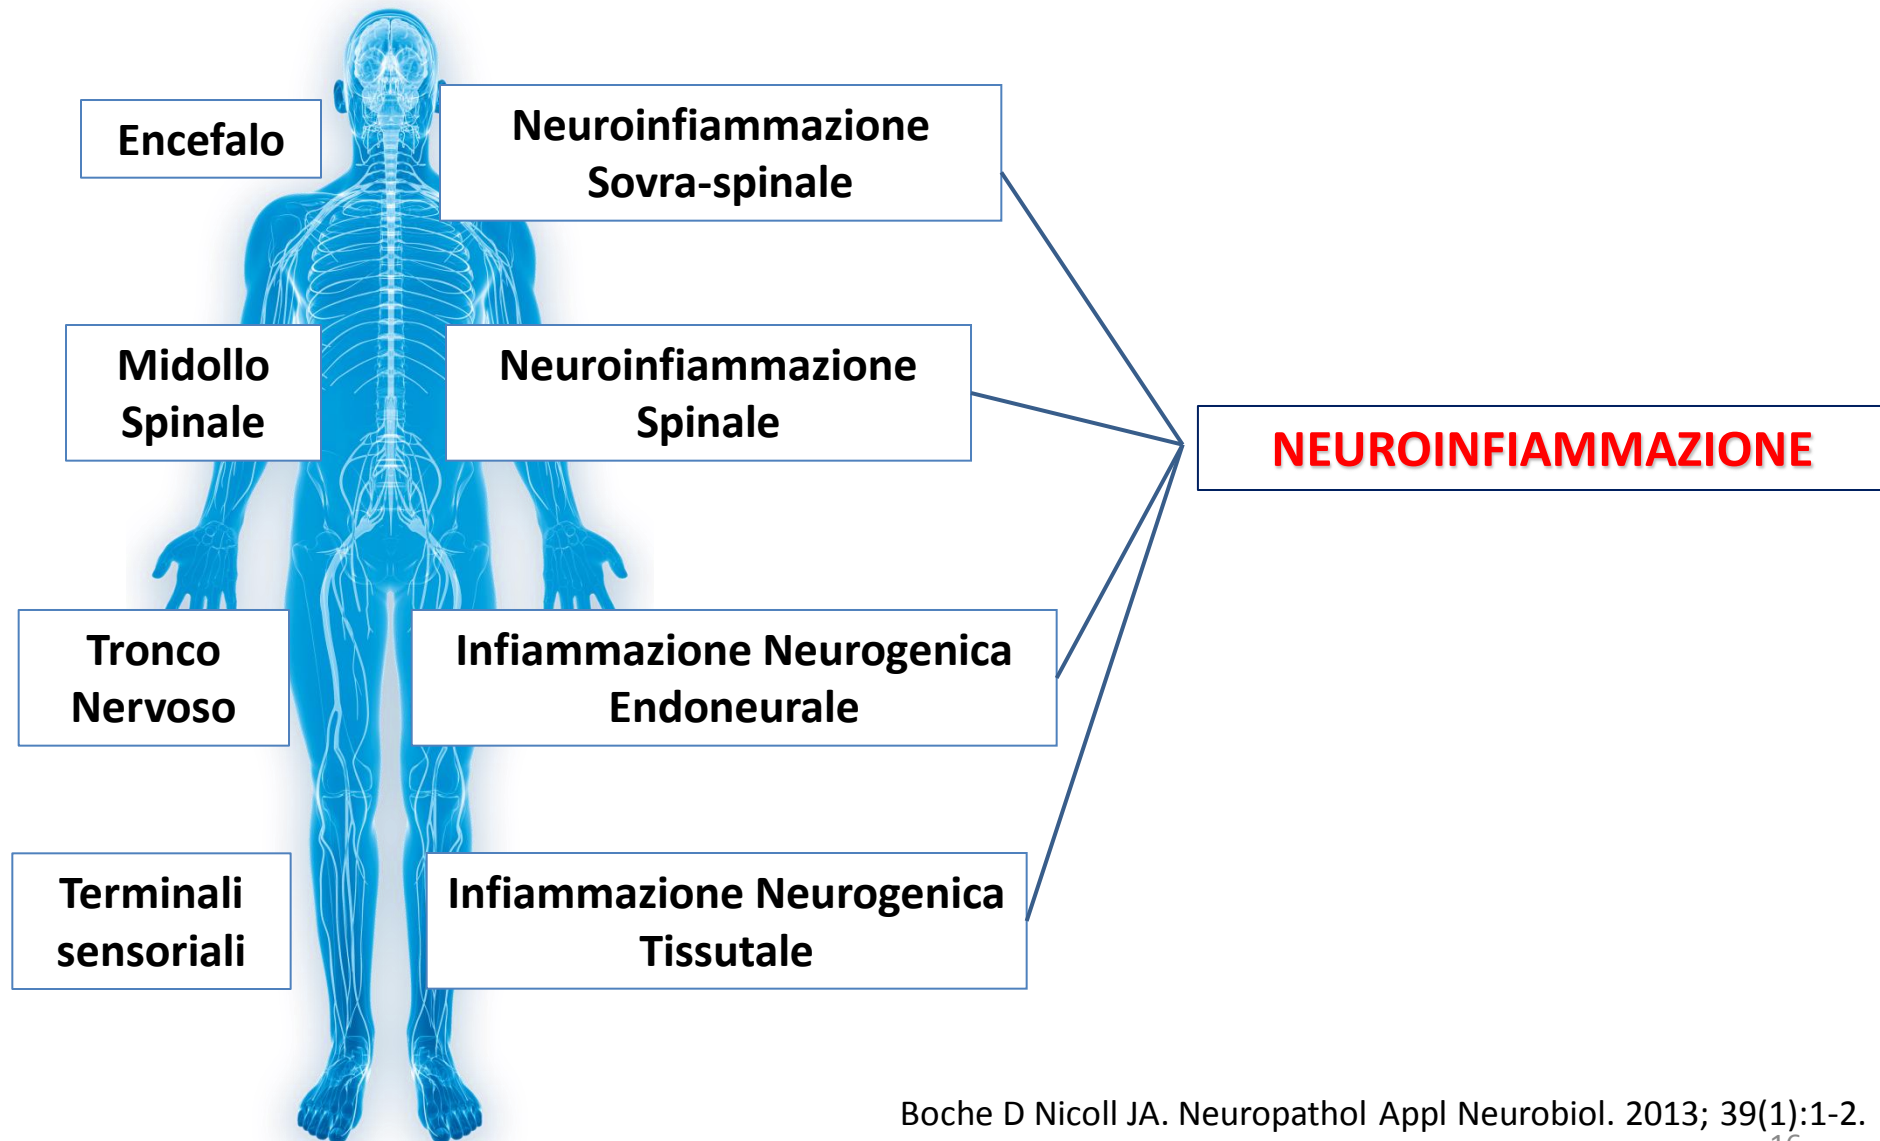 Encefalo
Neuroinfiammazione
Sovra-spinale
Midollo
Spinale
Neuroinfiammazione
Spinale
NEUROINFIAMMAZIONE
Tronco
Nervoso
Infiammazione Neurogenica
Endoneurale
Terminali
sensoriali
Infiammazione Neurogenica
Tissutale
Boche D Nicoll JA. Neuropathol Appl Neurobiol. 2013; 39(1):1-2.
16